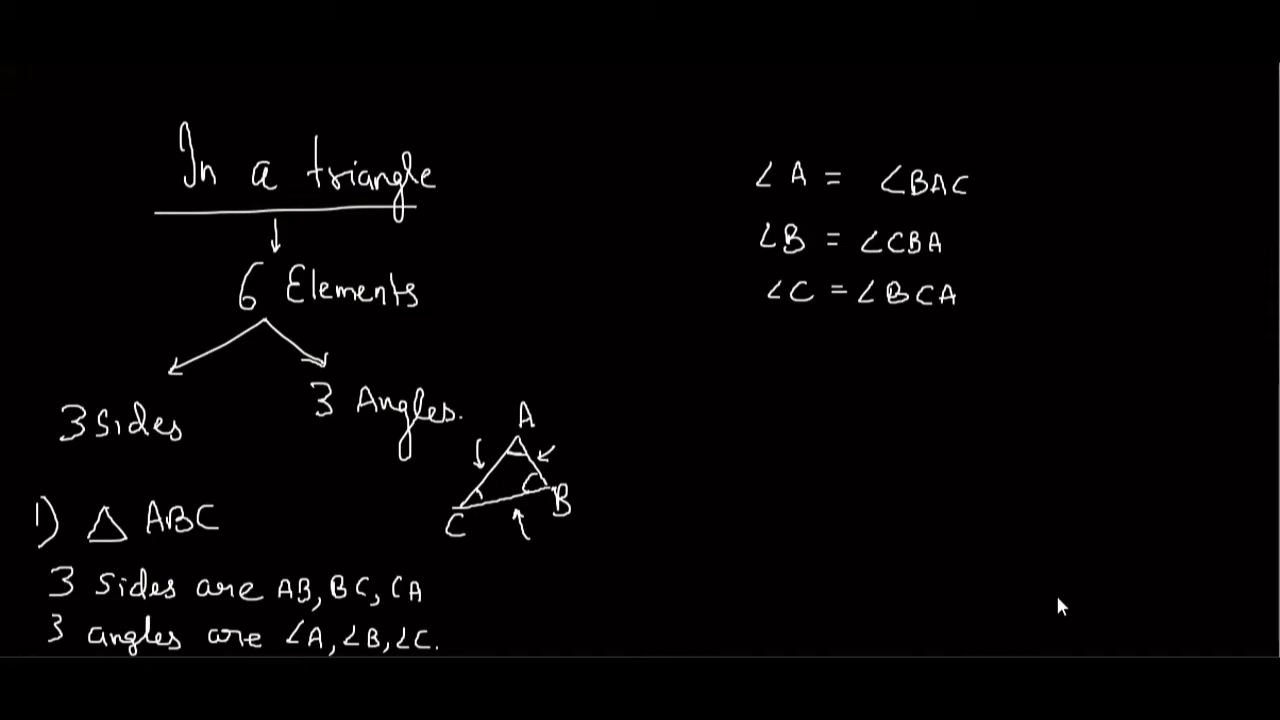 In a triangle
6 Elements
3 Sides
3 Angles.
A
B
C
1) △ ABC
3 sides are AB, BC, CA
3 angles are ∠A, ∠B, ∠C.
∠A = ∠BAC
∠B = ∠CBA
∠C = ∠BCA